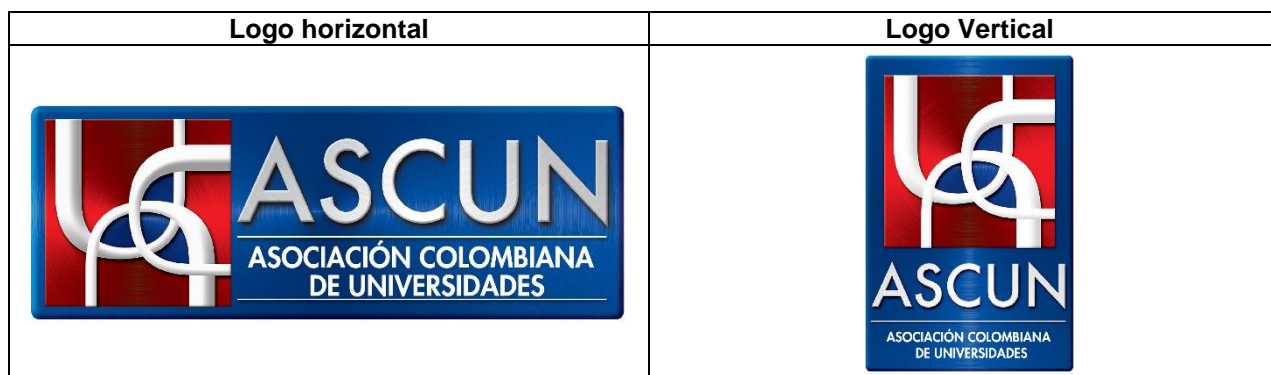 Logo horizontal
Logo Vertical
ASCUN
ASOCIACIÓN COLOMBIANA
DE UNIVERSIDADES
ASCUN
ASOCIACIÓN COLOMBIANA
DE UNIVERSIDADES